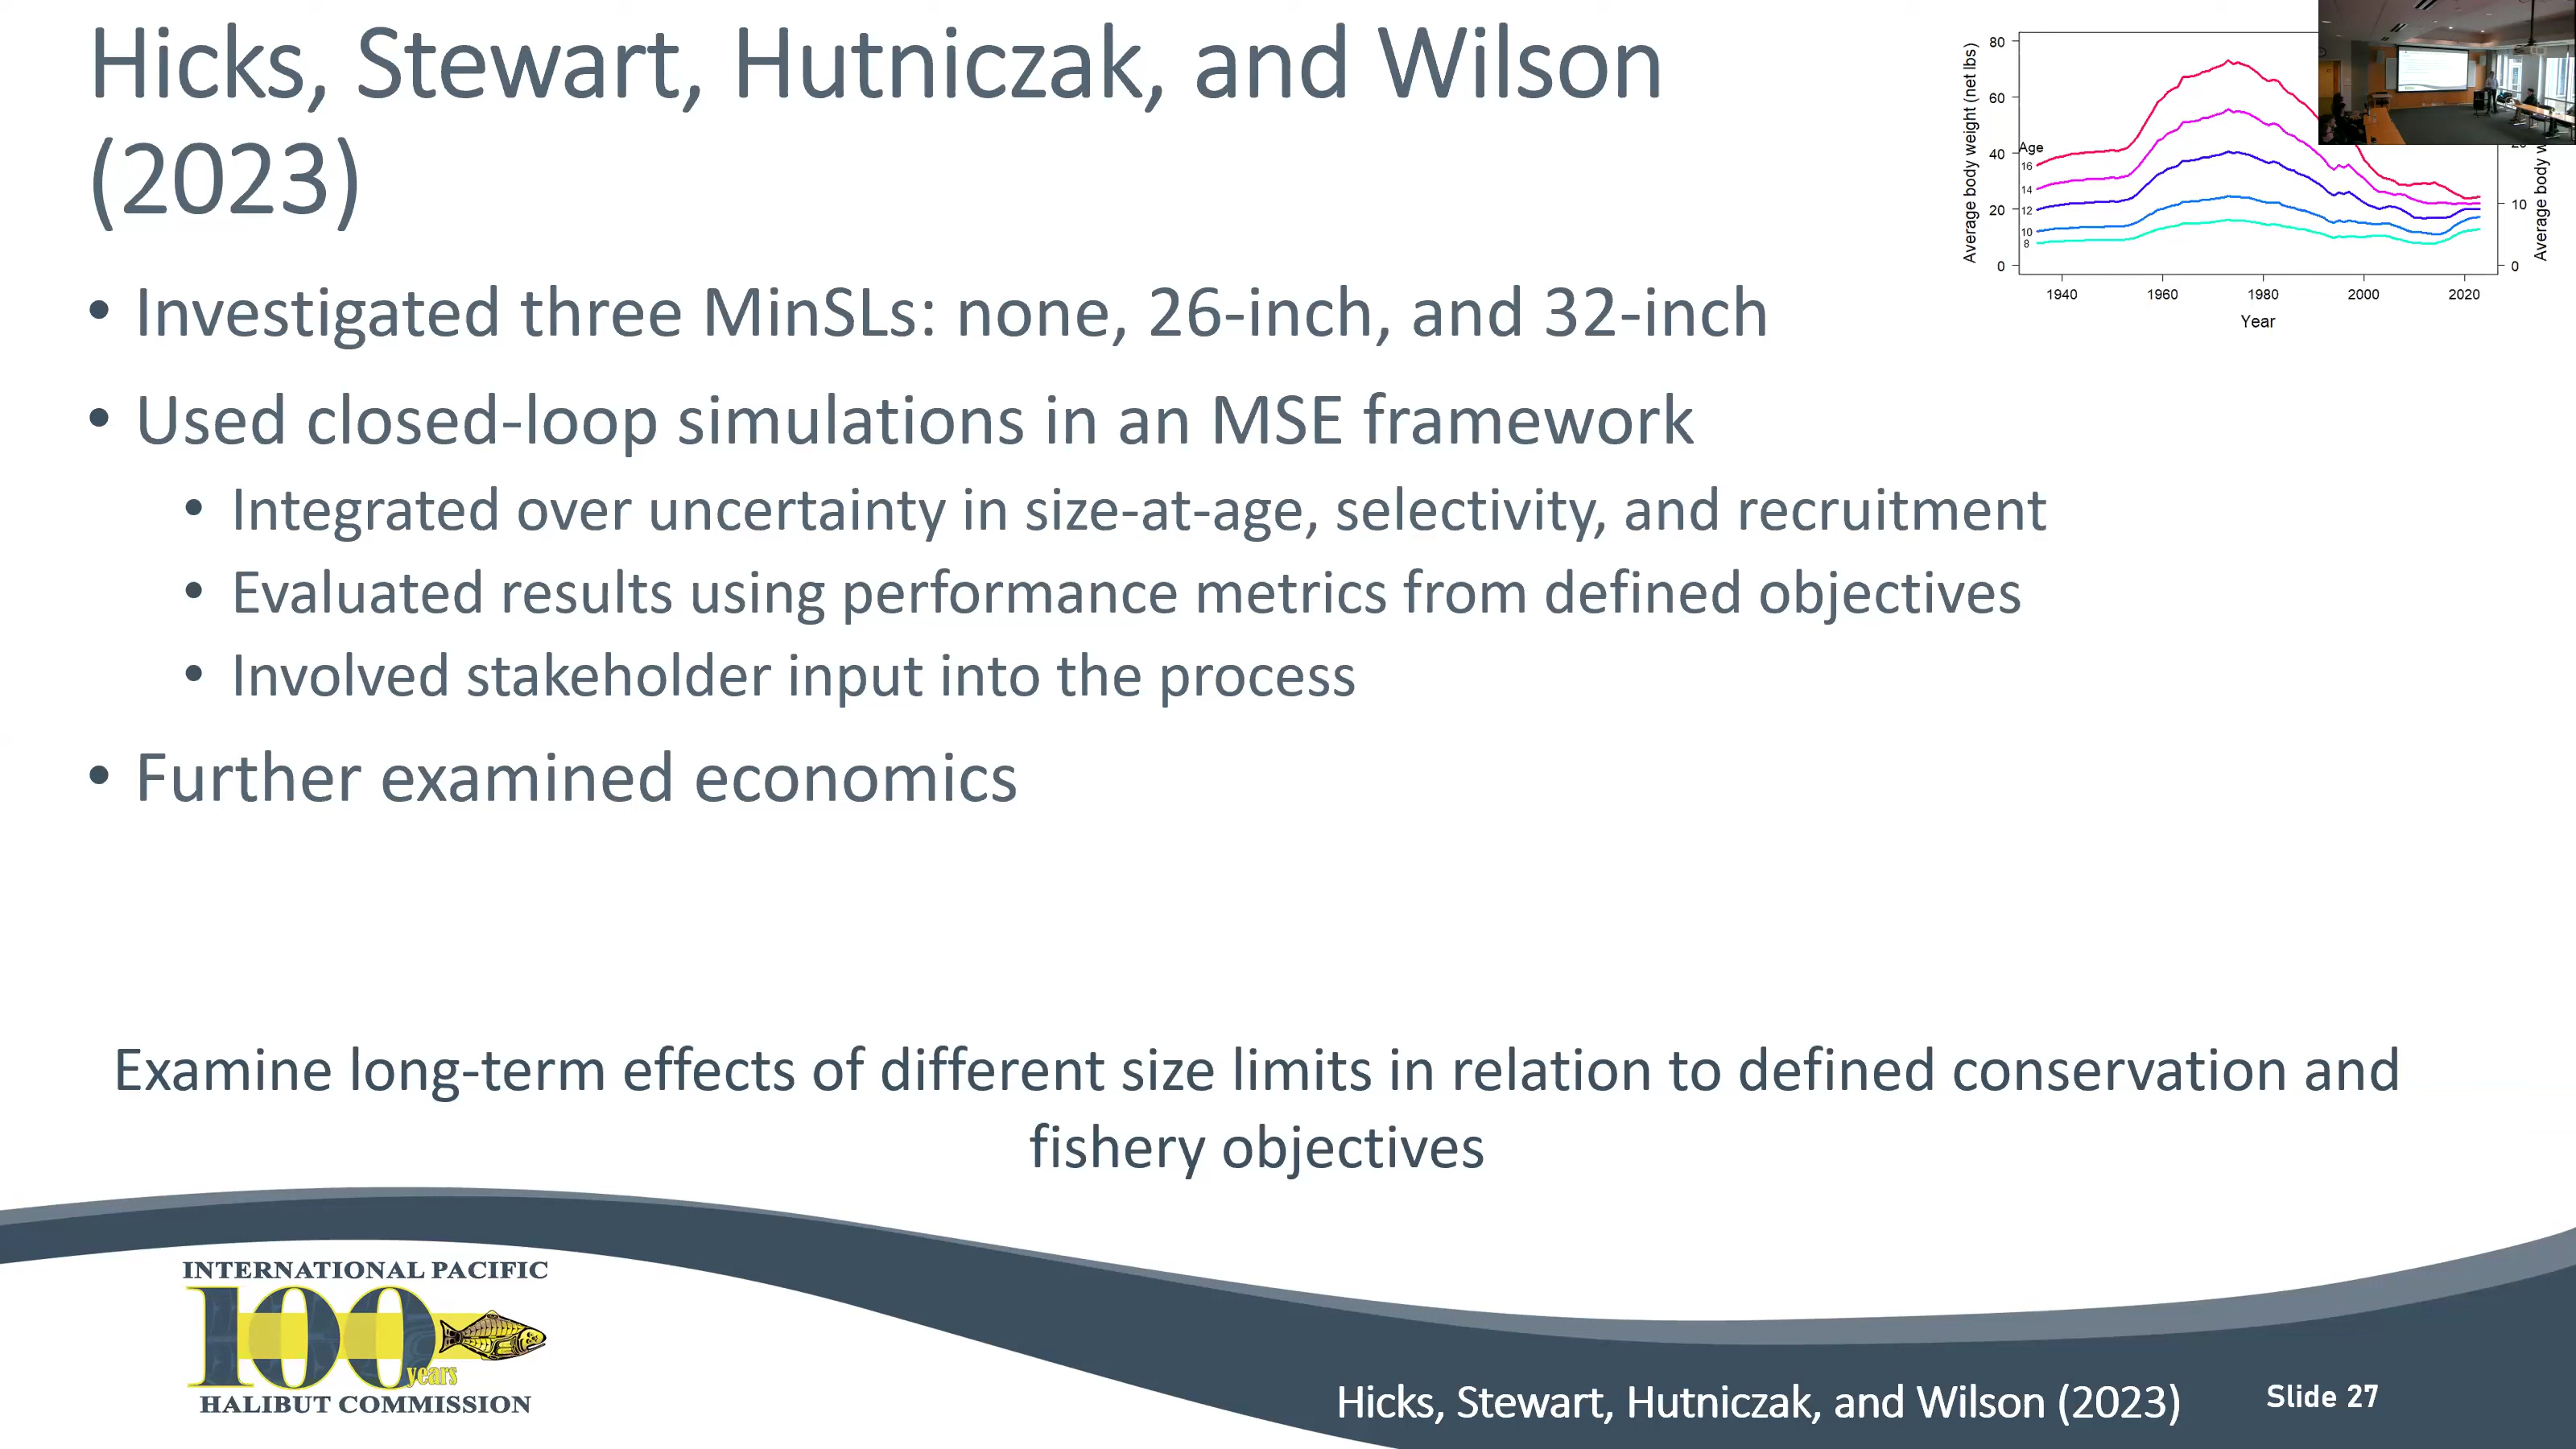 Hicks, Stewart, Hutniczak, and Wilson
(2023)
• Investigated three MinSLs: none, 26-inch, and 32-inch
• Used closed-loop simulations in an MSE framework
• Integrated over uncertainty in size-at-age, selectivity, and recruitment
• Evaluated results using performance metrics from defined objectives
• Involved stakeholder input into the process
• Further examined economics
Average body weight (net lbs)
80
60
40
20
0
Age
16
14
12
10
8
1940 1960 1980 2000 2020
Year
10
0
Average body
Examine long-term effects of different size limits in relation to defined conservation and
fishery objectives
INTERNATIONAL PACIFIC
100
years
HALIBUT COMMISSION
Hicks, Stewart, Hutniczak, and Wilson (2023)
Slide 27